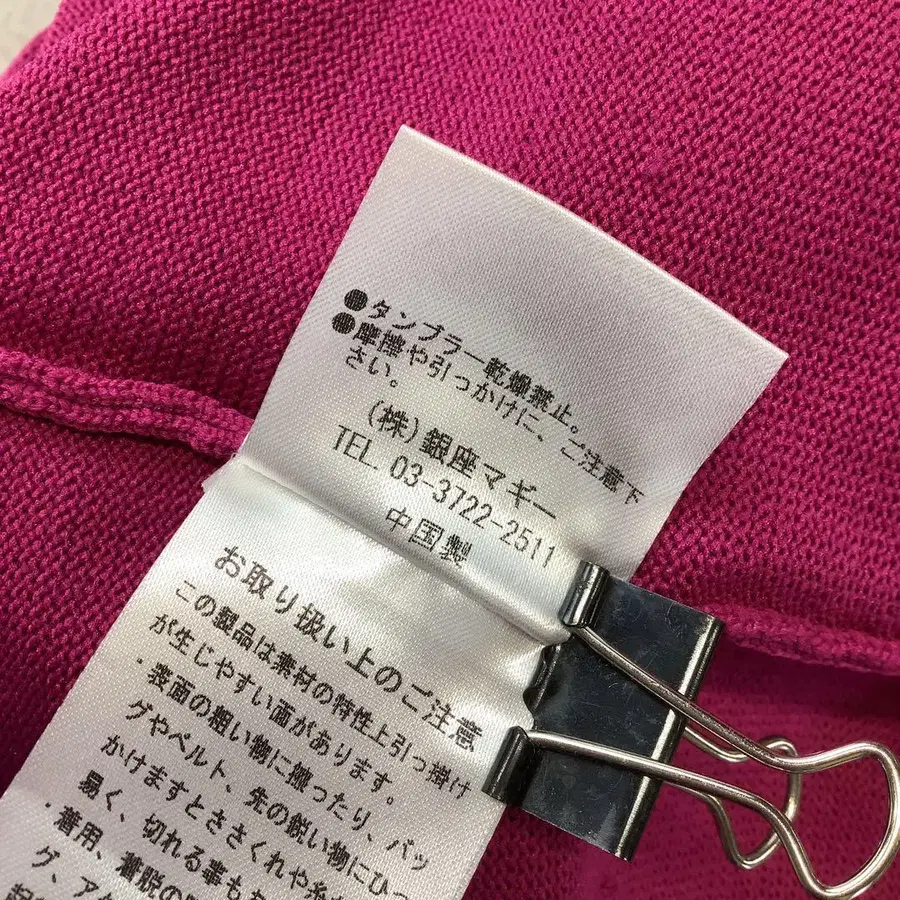 ●タンブラー乾燥禁止。
●摩擦や引っかけに、ご注意下
さい。
(株)銀座マギー
TEL. 03-3722-2511
中国製
お取り扱い上のご注意
この製品は素材の特性上引っ掛け
が生じやすい面があります。
・表面の粗い物に擦ったり、バッ
グやベルト、先の鋭い物にひっ
かけますとささくれや糸
易く、切れる事も
・着用、着脱の
グ、アク